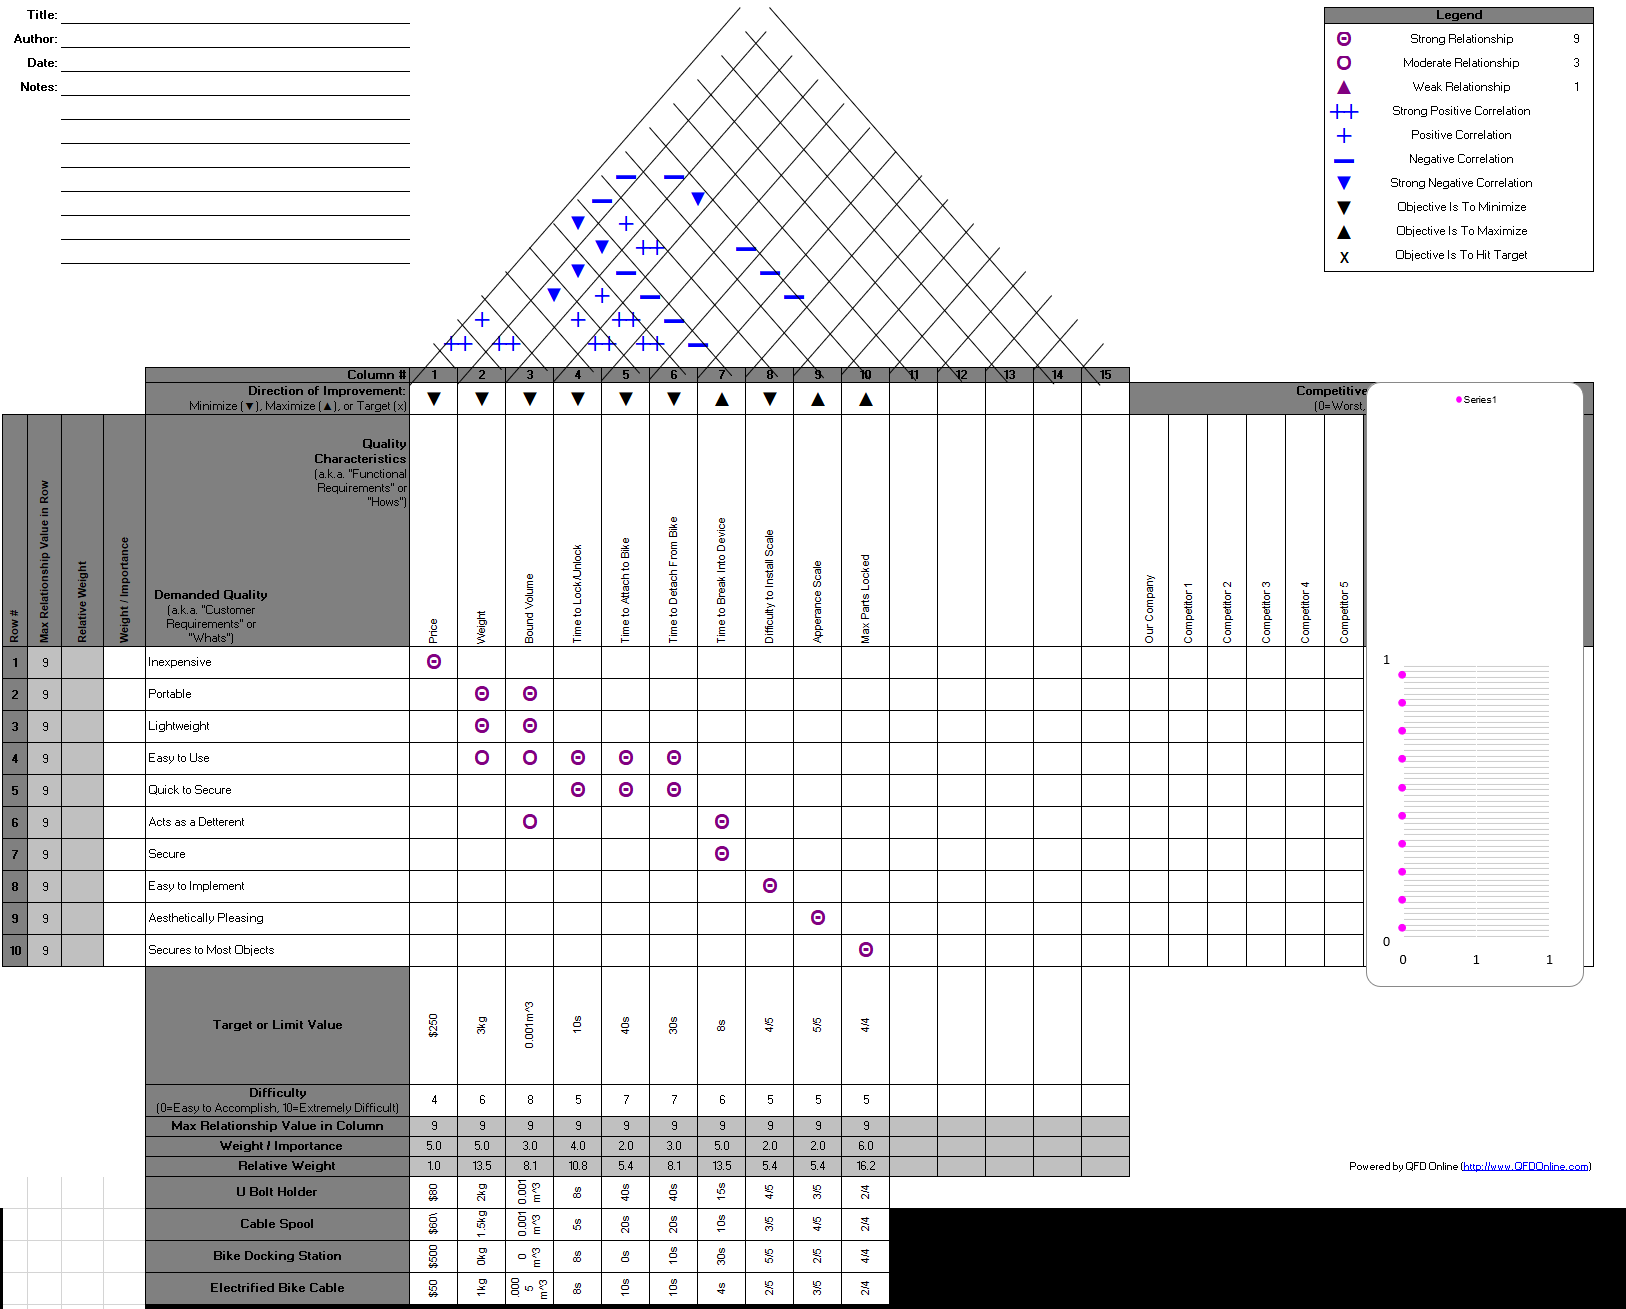 Title:
Author:
Date:
Notes:
Legend
Strong Relationship 9
Moderate Relationship 3
Weak Relationship 1
Strong Positive Correlation
Positive Correlation
Negative Correlation
Strong Negative Correlation
Objective Is To Minimize
Objective Is To Maximize
X Objective Is To Hit Target
Column # 1 2 3 4 5 6 7 8 9 10 11 12 13 14 15
Direction of Improvement:
Minimize (▼), Maximize (▲), or Target (x)
▼ ▼ ▼ ▼ ▼ ▼ ▲ ▼ ▲ ▲
Competitive
(0=Worst,
Series1
Row #
Max Relationship Value in Row
Relative Weight
Weight / Importance
Quality
Characteristics
(a.k.a. "Functional
Requirements" or
"Hows")
Demanded Quality
(a.k.a. "Customer
Requirements" or
"Whats")
Price
Weight
Bound Volume
Time to Lock/Unlock
Time to Attach to Bike
Time to Detach From Bike
Time to Break Into Device
Difficulty to Install Scale
Apperance Scale
Max Parts Locked
Our Company
Competitor 1
Competitor 2
Competitor 3
Competitor 4
Competitor 5
1 9 Inexpensive
2 9 Portable
3 9 Lightweight
4 9 Easy to Use
5 9 Quick to Secure
6 9 Acts as a Detterent
7 9 Secure
8 9 Easy to Implement
9 9 Aesthetically Pleasing
10 9 Secures to Most Objects
1
0
0 1 1
Target or Limit Value $250 3kg 0.001m^3 10s 40s 30s 8s 4/5 5/5 4/4
Difficulty
(0=Easy to Accomplish, 10=Extremely Difficult)
4 6 8 5 7 7 6 5 5 5
Max Relationship Value in Column 9 9 9 9 9 9 9 9 9 9
Weight / Importance 5.0 5.0 3.0 4.0 2.0 3.0 5.0 2.0 2.0 6.0
Relative Weight 1.0 13.5 8.1 10.8 5.4 8.1 13.5 5.4 5.4 16.2
Powered by QFD Online (http://www.QFDOnline.com)
U Bolt Holder $80 2kg 0.001 m^3 8s 40s 40s 15s 4/5 3/5 2/4
Cable Spool $60\ 1.5kg 0.001 m^3 5s 20s 20s 10s 3/5 4/5 2/4
Bike Docking Station $500 0kg 0 m^3 8s 0s 10s 30s 5/5 2/5 4/4
Electrified Bike Cable $50 1kg .000 5 m^3 8s 10s 10s 4s 2/5 3/5 2/4